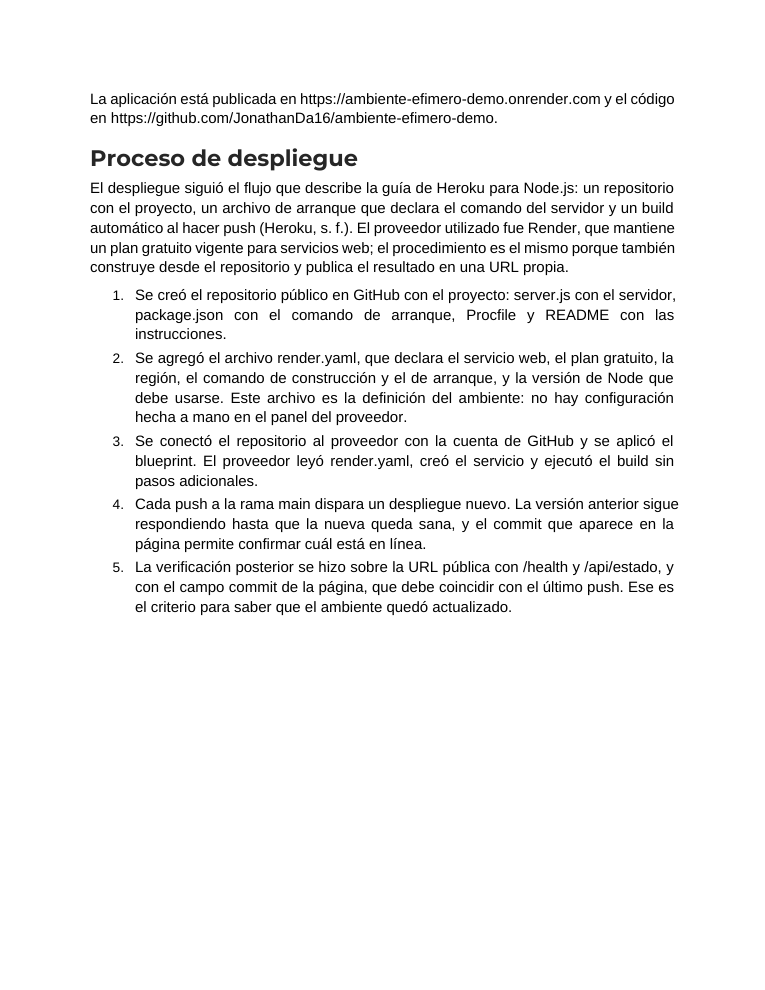 La aplicación está publicada en https://ambiente-efimero-demo.onrender.com y el código
en https://github.com/JonathanDa16/ambiente-efimero-demo.
Proceso de despliegue
El despliegue siguió el flujo que describe la guía de Heroku para Node.js: un repositorio
con el proyecto, un archivo de arranque que declara el comando del servidor y un build
automático al hacer push (Heroku, s. f.). El proveedor utilizado fue Render, que mantiene
un plan gratuito vigente para servicios web; el procedimiento es el mismo porque también
construye desde el repositorio y publica el resultado en una URL propia.
1. Se creó el repositorio público en GitHub con el proyecto: server.js con el servidor,
package.json con el comando de arranque, Procfile y README con las
instrucciones.
2. Se agregó el archivo render.yaml, que declara el servicio web, el plan gratuito, la
región, el comando de construcción y el de arranque, y la versión de Node que
debe usarse. Este archivo es la definición del ambiente: no hay configuración
hecha a mano en el panel del proveedor.
3. Se conectó el repositorio al proveedor con la cuenta de GitHub y se aplicó el
blueprint. El proveedor leyó render.yaml, creó el servicio y ejecutó el build sin
pasos adicionales.
4. Cada push a la rama main dispara un despliegue nuevo. La versión anterior sigue
respondiendo hasta que la nueva queda sana, y el commit que aparece en la
página permite confirmar cuál está en línea.
5. La verificación posterior se hizo sobre la URL pública con /health y /api/estado, y
con el campo commit de la página, que debe coincidir con el último push. Ese es
el criterio para saber que el ambiente quedó actualizado.